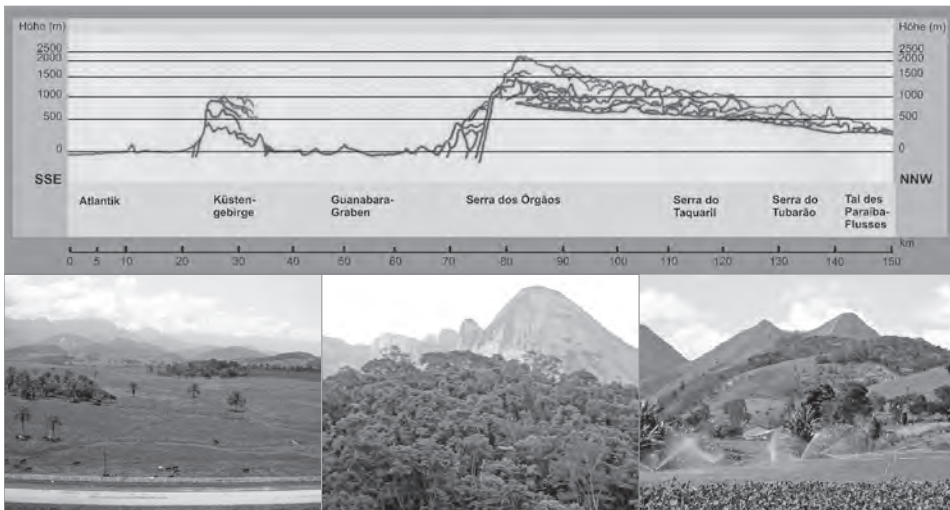 Höhe (m)
2500
2000
1500
1000
500
0
SSE
Höhe (m)
2500
2000
1500
1000
500
0
NNW
Atlantik
Küsten-
gebirge
Guanabara-
Graben
Serra dos Órgãos
Serra do
Taquaril
Serra do
Tubarão
Tal des
Paraíba-
Flusses
km
0 5 10 20 30 40 50 60 70 80 90 100 110 120 130 140 150